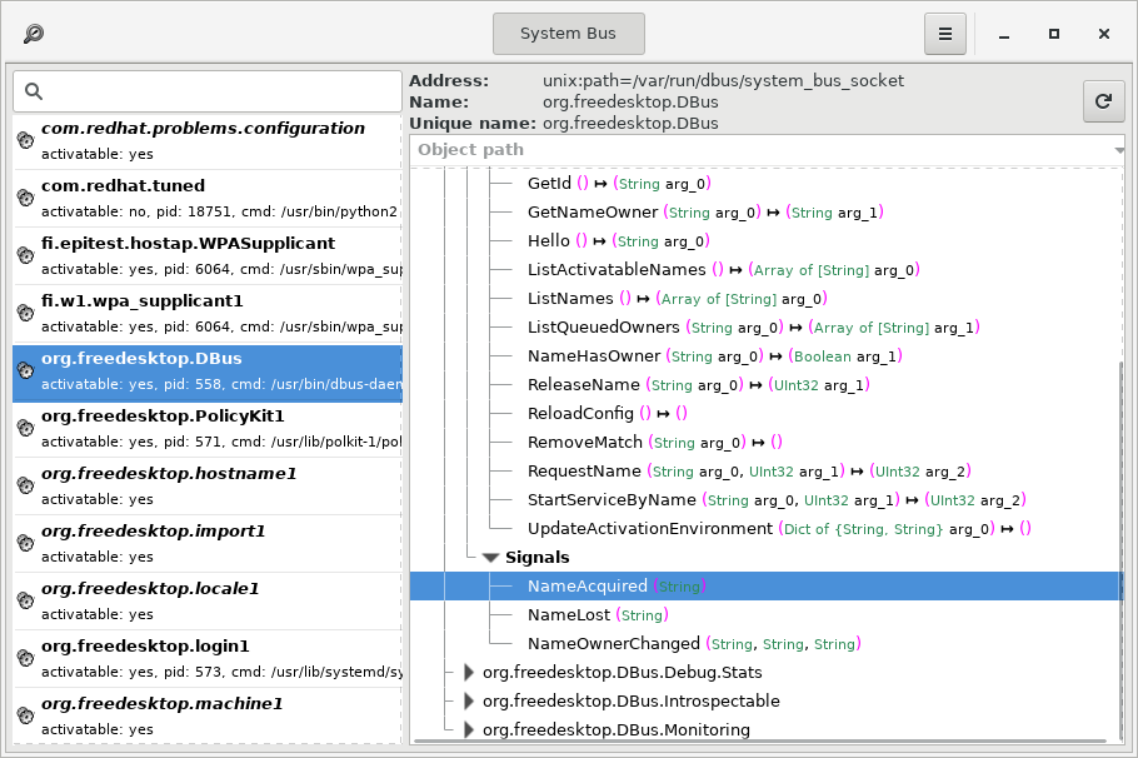 System Bus
com.redhat.problems.configuration
activatable: yes
com.redhat.tuned
activatable: no, pid: 18751, cmd: /usr/bin/python2
fi.epitest.hostap.WPASupplicant
activatable: yes, pid: 6064, cmd: /usr/sbin/wpa_sup
fi.w1.wpa_supplicant1
activatable: yes, pid: 6064, cmd: /usr/sbin/wpa_sup
org.freedesktop.DBus
activatable: yes, pid: 558, cmd: /usr/bin/dbus-daem
org.freedesktop.PolicyKit1
activatable: yes, pid: 571, cmd: /usr/lib/polkit-1/pol
org.freedesktop.hostname1
activatable: yes
org.freedesktop.import1
activatable: yes
org.freedesktop.locale1
activatable: yes
org.freedesktop.login1
activatable: yes, pid: 573, cmd: /usr/lib/systemd/sy
org.freedesktop.machine1
activatable: yes
Address: unix:path=/var/run/dbus/system_bus_socket
Name: org.freedesktop.DBus
Unique name: org.freedesktop.DBus
Object path
GetId () ↦ (String arg_0)
GetNameOwner (String arg_0) ↦ (String arg_1)
Hello () ↦ (String arg_0)
ListActivatableNames () ↦ (Array of [String] arg_0)
ListNames () ↦ (Array of [String] arg_0)
ListQueuedOwners (String arg_0) ↦ (Array of [String] arg_1)
NameHasOwner (String arg_0) ↦ (Boolean arg_1)
ReleaseName (String arg_0) ↦ (UInt32 arg_1)
ReloadConfig () ↦ ()
RemoveMatch (String arg_0) ↦ ()
RequestName (String arg_0, UInt32 arg_1) ↦ (UInt32 arg_2)
StartServiceByName (String arg_0, UInt32 arg_1) ↦ (UInt32 arg_2)
UpdateActivationEnvironment (Dict of {String, String} arg_0) ↦ ()
Signals
NameAcquired (String)
NameLost (String)
NameOwnerChanged (String, String, String)
org.freedesktop.DBus.Debug.Stats
org.freedesktop.DBus.Introspectable
org.freedesktop.DBus.Monitoring